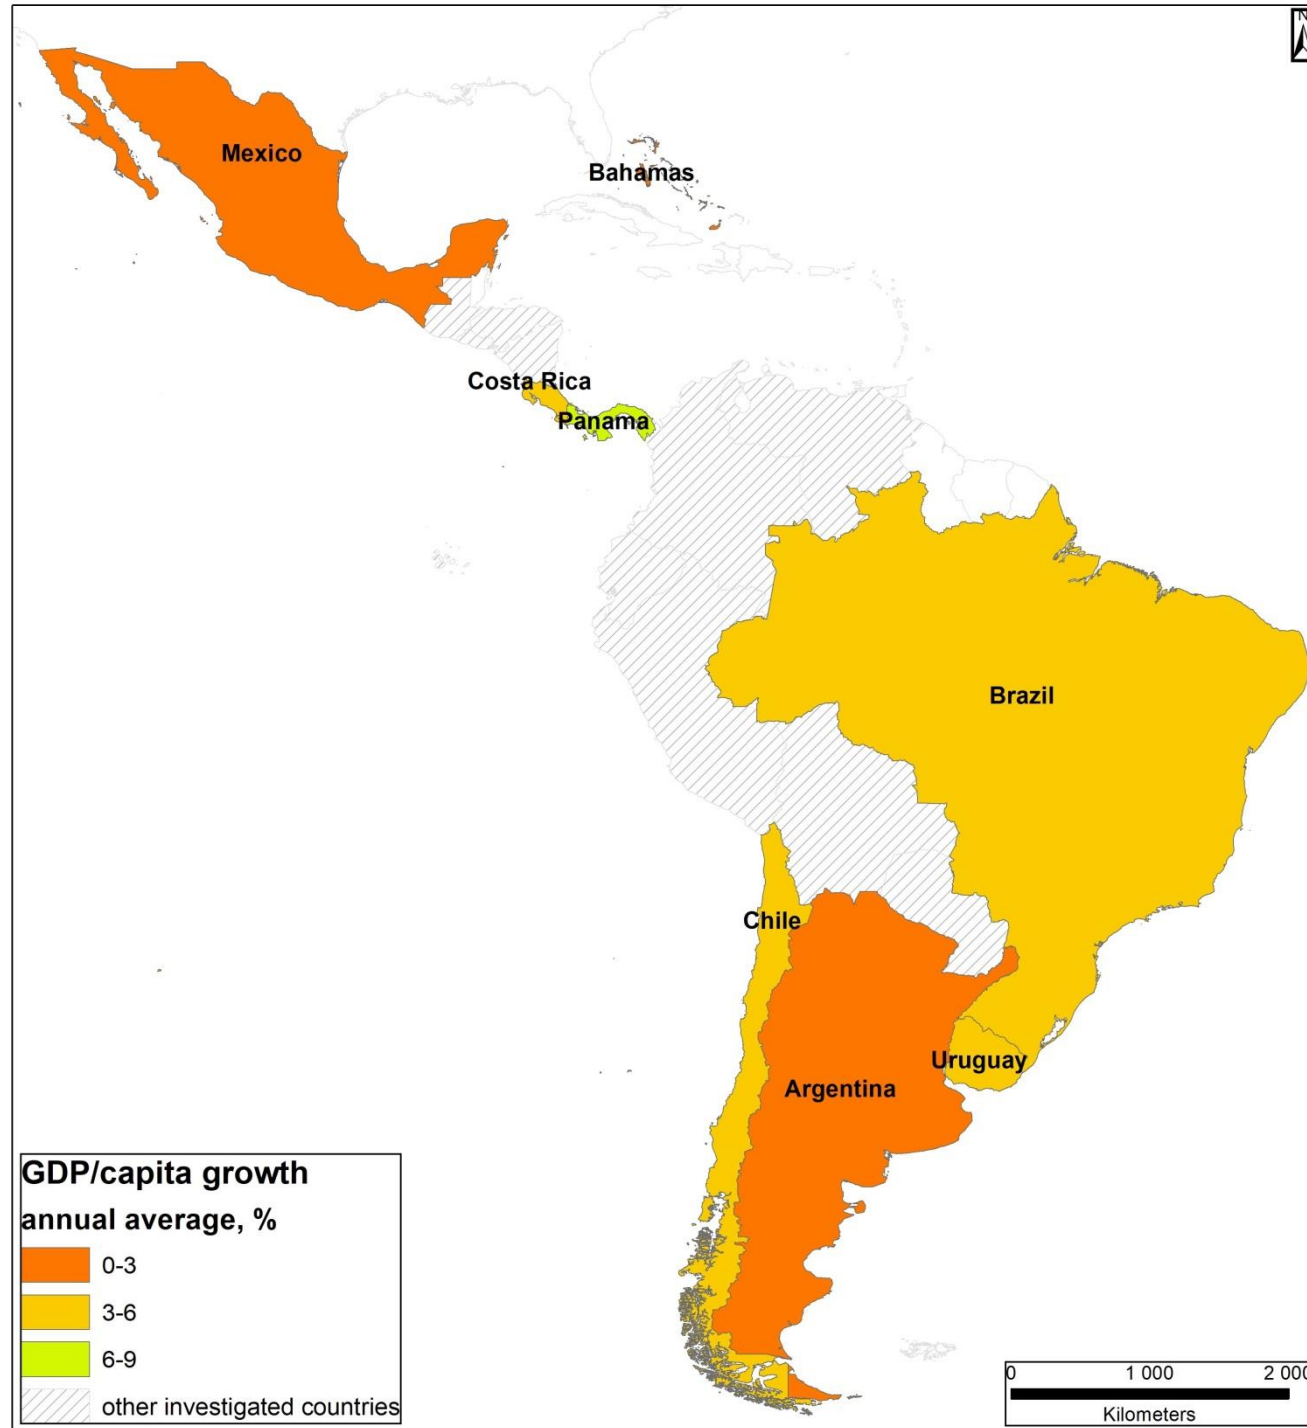 N
Mexico
Bahamas
Costa Rica
Panama
Brazil
Chile
Uruguay
Argentina
GDP/capita growth
annual average, %
0-3
3-6
6-9
other investigated countries
0 1 000 2 000
Kilometers